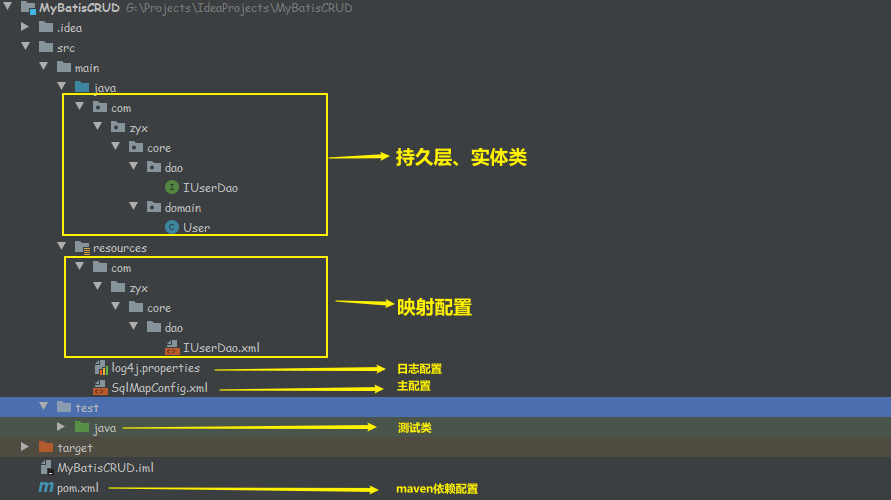 MyBatisCRUD G:\Projects\IdeaProjects\MyBatisCRUD
.idea
src
main
java
com
zyx
core
dao
持久层、实体类
IUserDao
domain
User
resources
com
zyx
core
映射配置
dao
IUserDao.xml
log4j.properties 日志配置
SqlMapConfig.xml 主配置
test
java 测试类
target
MyBatisCRUD.iml
pom.xml maven依赖配置